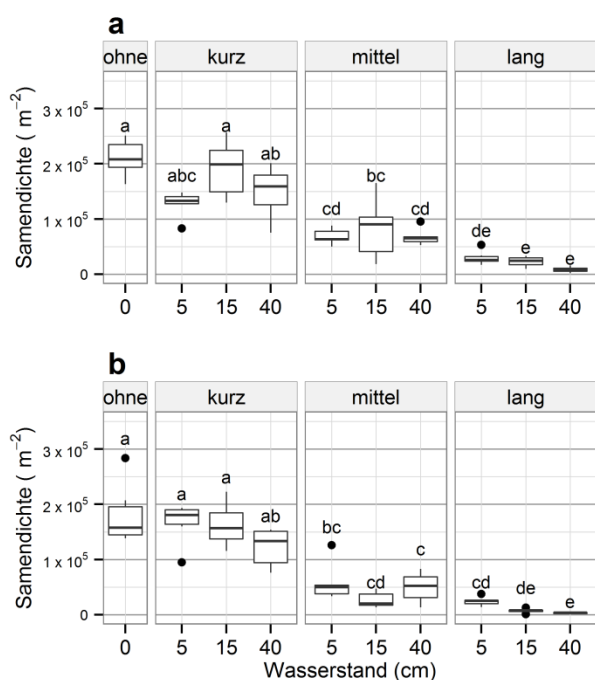 a
ohne kurz mittel lang
Samendichte ( m⁻²)
3 x 10⁵
2 x 10⁵
1 x 10⁵
0
a abc a ab cd bc cd de e e
0 5 15 40 5 15 40 5 15 40
b
ohne kurz mittel lang
Samendichte ( m⁻²)
3 x 10⁵
2 x 10⁵
1 x 10⁵
0
a a a ab bc cd c cd de e
0 5 15 40 5 15 40 5 15 40
Wasserstand (cm)